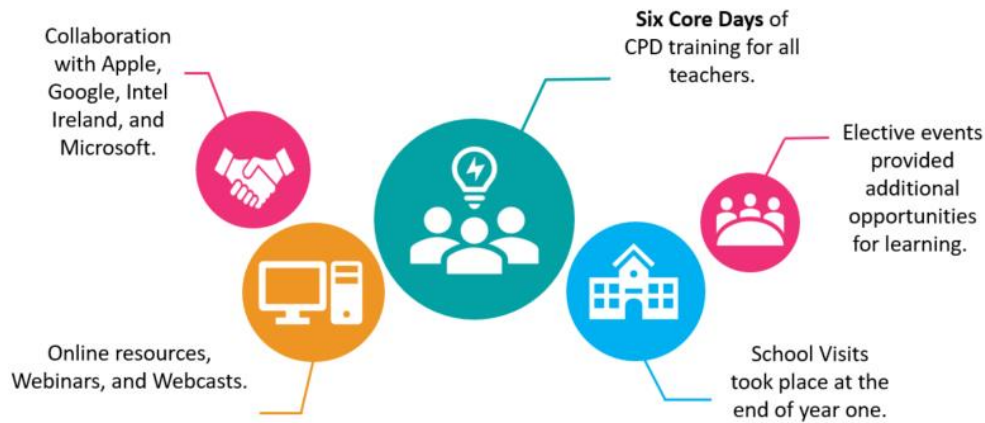 Collaboration
with Apple,
Google, Intel
Ireland, and
Microsoft.
Six Core Days of
CPD training for all
teachers.
Elective events
provided
additional
opportunities
for learning.
Online resources,
Webinars, and Webcasts.
School Visits
took place at the
end of year one.